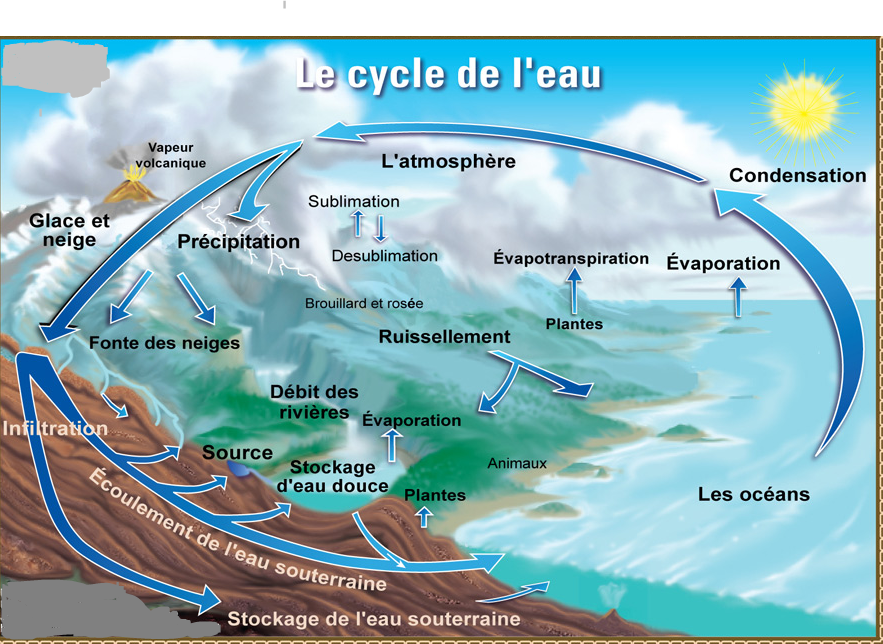 Le cycle de l'eau
Vapeur
volcanique
L'atmosphère
Condensation
Glace et
neige
Sublimation
Précipitation
Desublimation
Évapotranspiration
Évaporation
Brouillard et rosée
Plantes
Fonte des neiges
Ruissellement
Débit des
rivières
Évaporation
Infiltration
Source
Stockage
d'eau douce
Animaux
Plantes
Les océans
Écoulement de l'eau souterraine
Stockage de l'eau souterraine